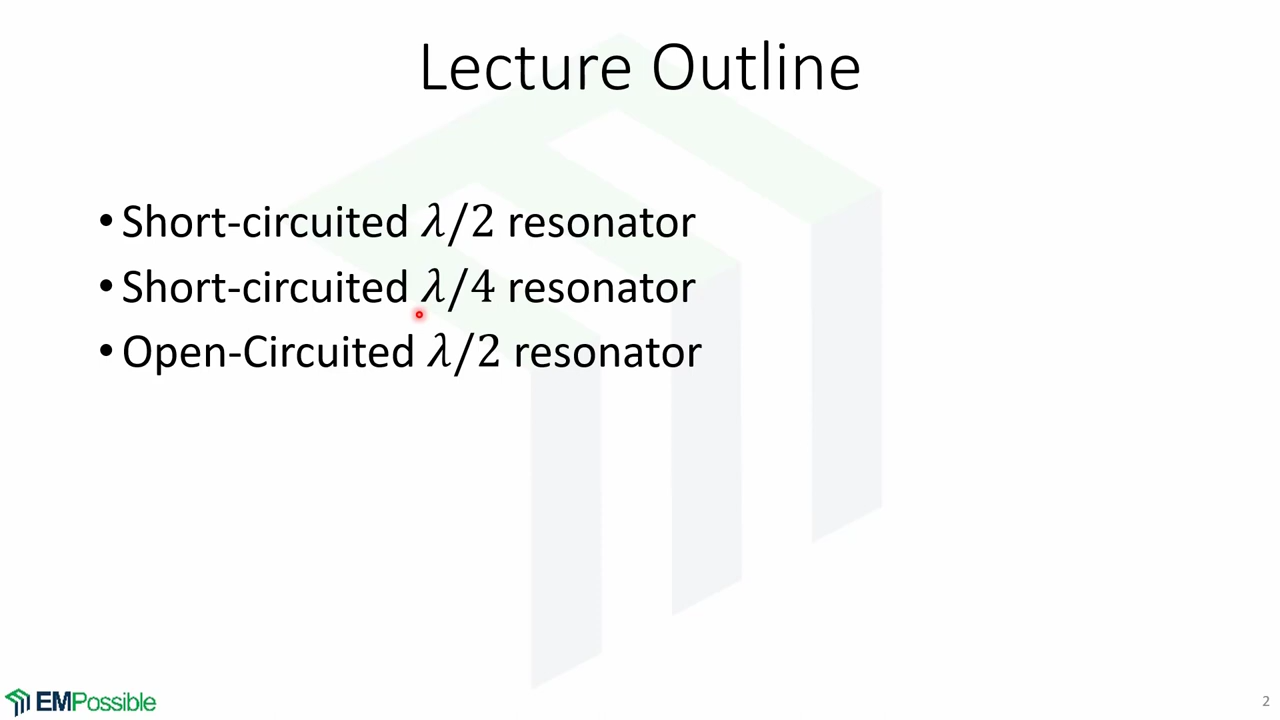 Lecture Outline
• Short-circuited 𝜆/2 resonator
• Short-circuited 𝜆/4 resonator
• Open-Circuited 𝜆/2 resonator
EMPossible
2